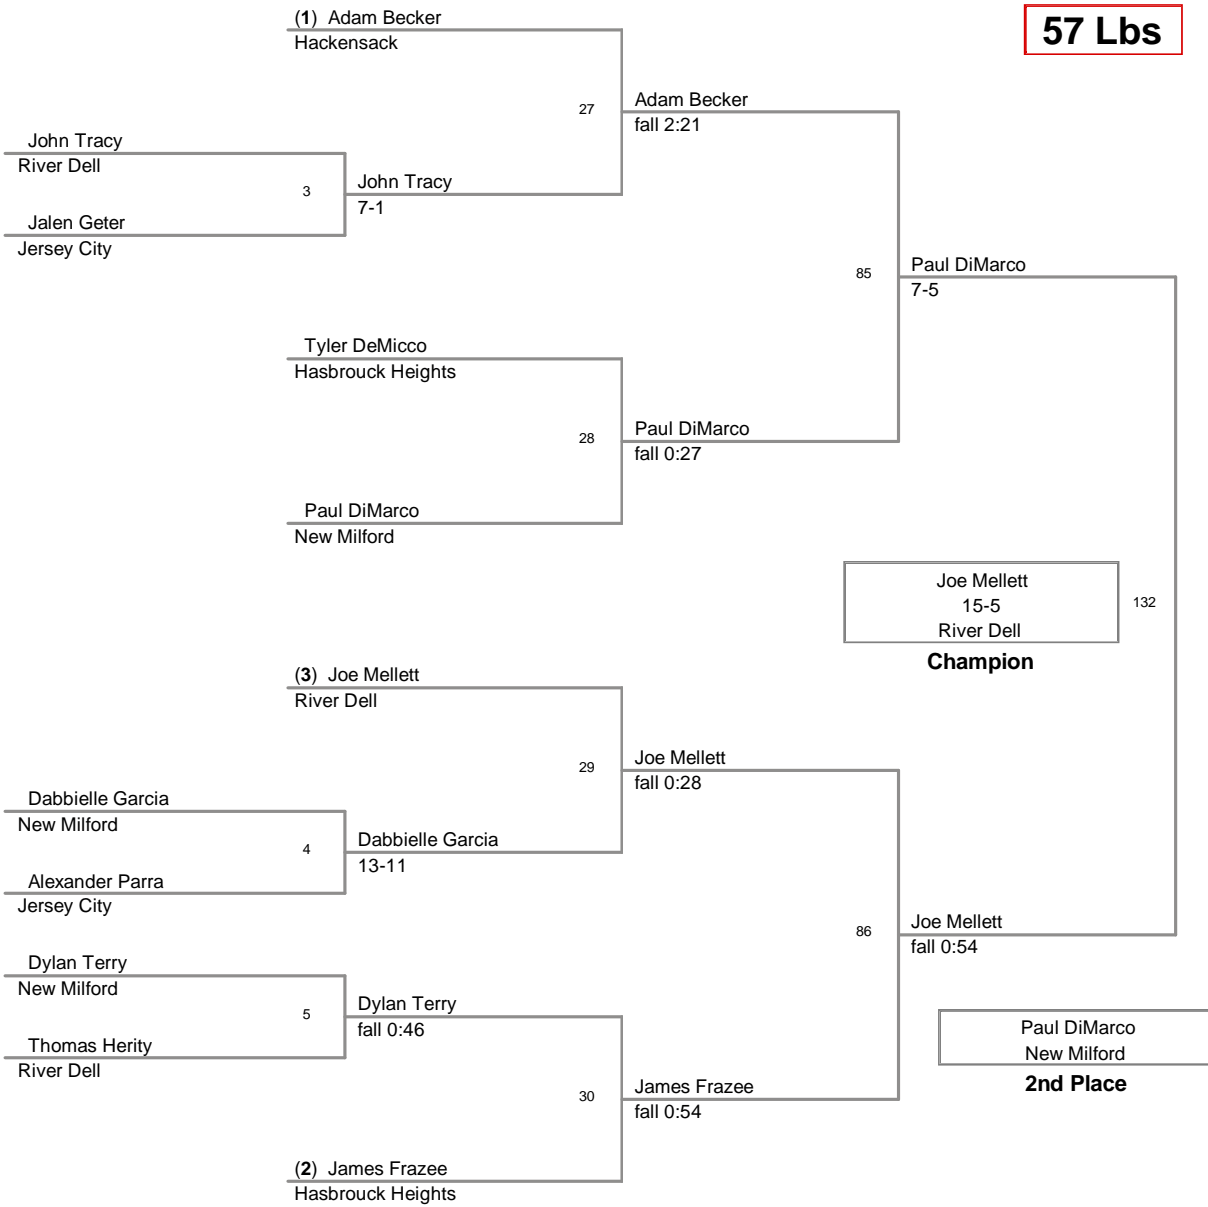 57 Lbs
(1) Adam Becker
Hackensack
27
Adam Becker
fall 2:21
John Tracy
River Dell
3
John Tracy
7-1
Jalen Geter
Jersey City
85
Paul DiMarco
7-5
Tyler DeMicco
Hasbrouck Heights
28
Paul DiMarco
fall 0:27
Paul DiMarco
New Milford
Joe Mellett
15-5
River Dell
132
Champion
(3) Joe Mellett
River Dell
29
Joe Mellett
fall 0:28
Dabbielle Garcia
New Milford
4
Dabbielle Garcia
13-11
Alexander Parra
Jersey City
86
Joe Mellett
fall 0:54
Dylan Terry
New Milford
5
Dylan Terry
fall 0:46
Thomas Herity
River Dell
Paul DiMarco
New Milford
2nd Place
30
James Frazee
fall 0:54
(2) James Frazee
Hasbrouck Heights